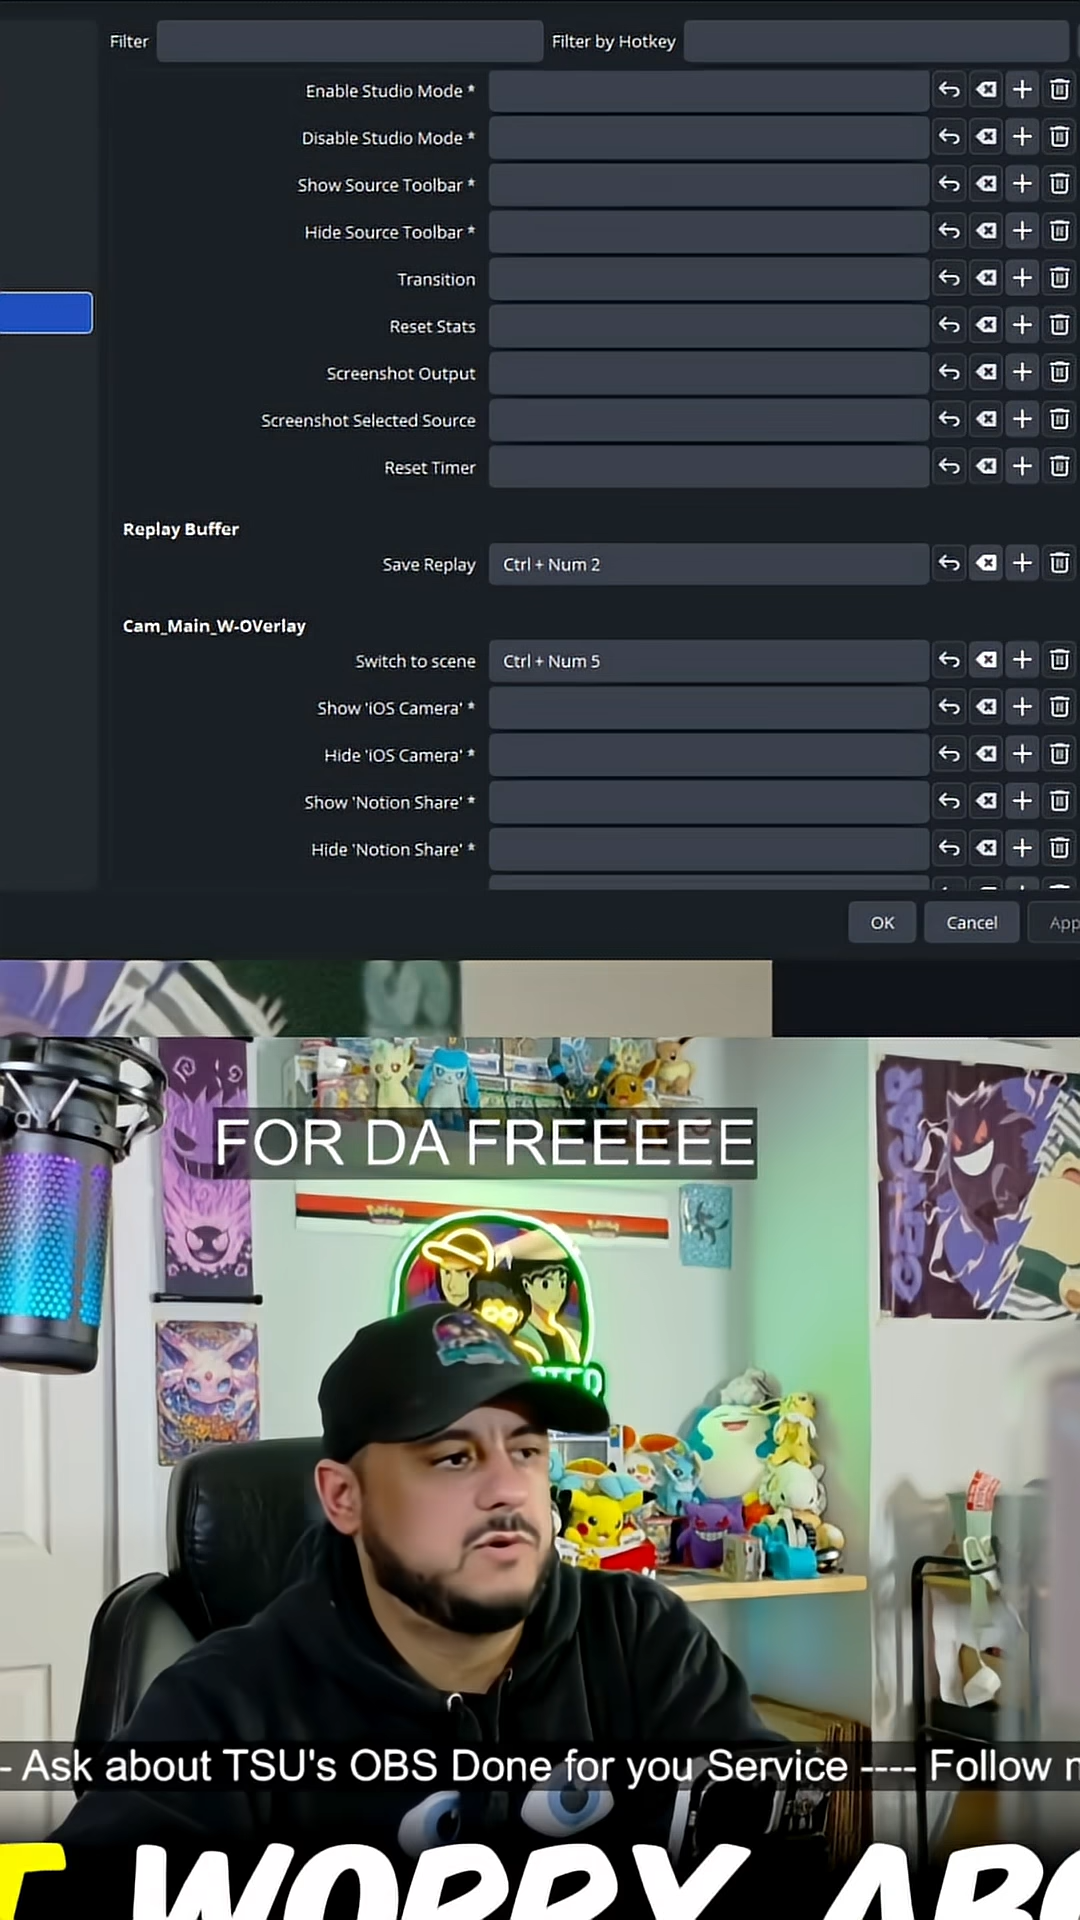 Filter
Filter by Hotkey
Enable Studio Mode *
Disable Studio Mode *
Show Source Toolbar *
Hide Source Toolbar *
Transition
Reset Stats
Screenshot Output
Screenshot Selected Source
Reset Timer
Replay Buffer
Save Replay Ctrl + Num 2
Cam_Main_W-OVerlay
Switch to scene Ctrl + Num 5
Show 'iOS Camera' *
Hide 'iOS Camera' *
Show 'Notion Share' *
Hide 'Notion Share' *
OK Cancel App
FOR DA FREEEEE
- Ask about TSU's OBS Done for you Service ---- Follow
T WORRY ABO